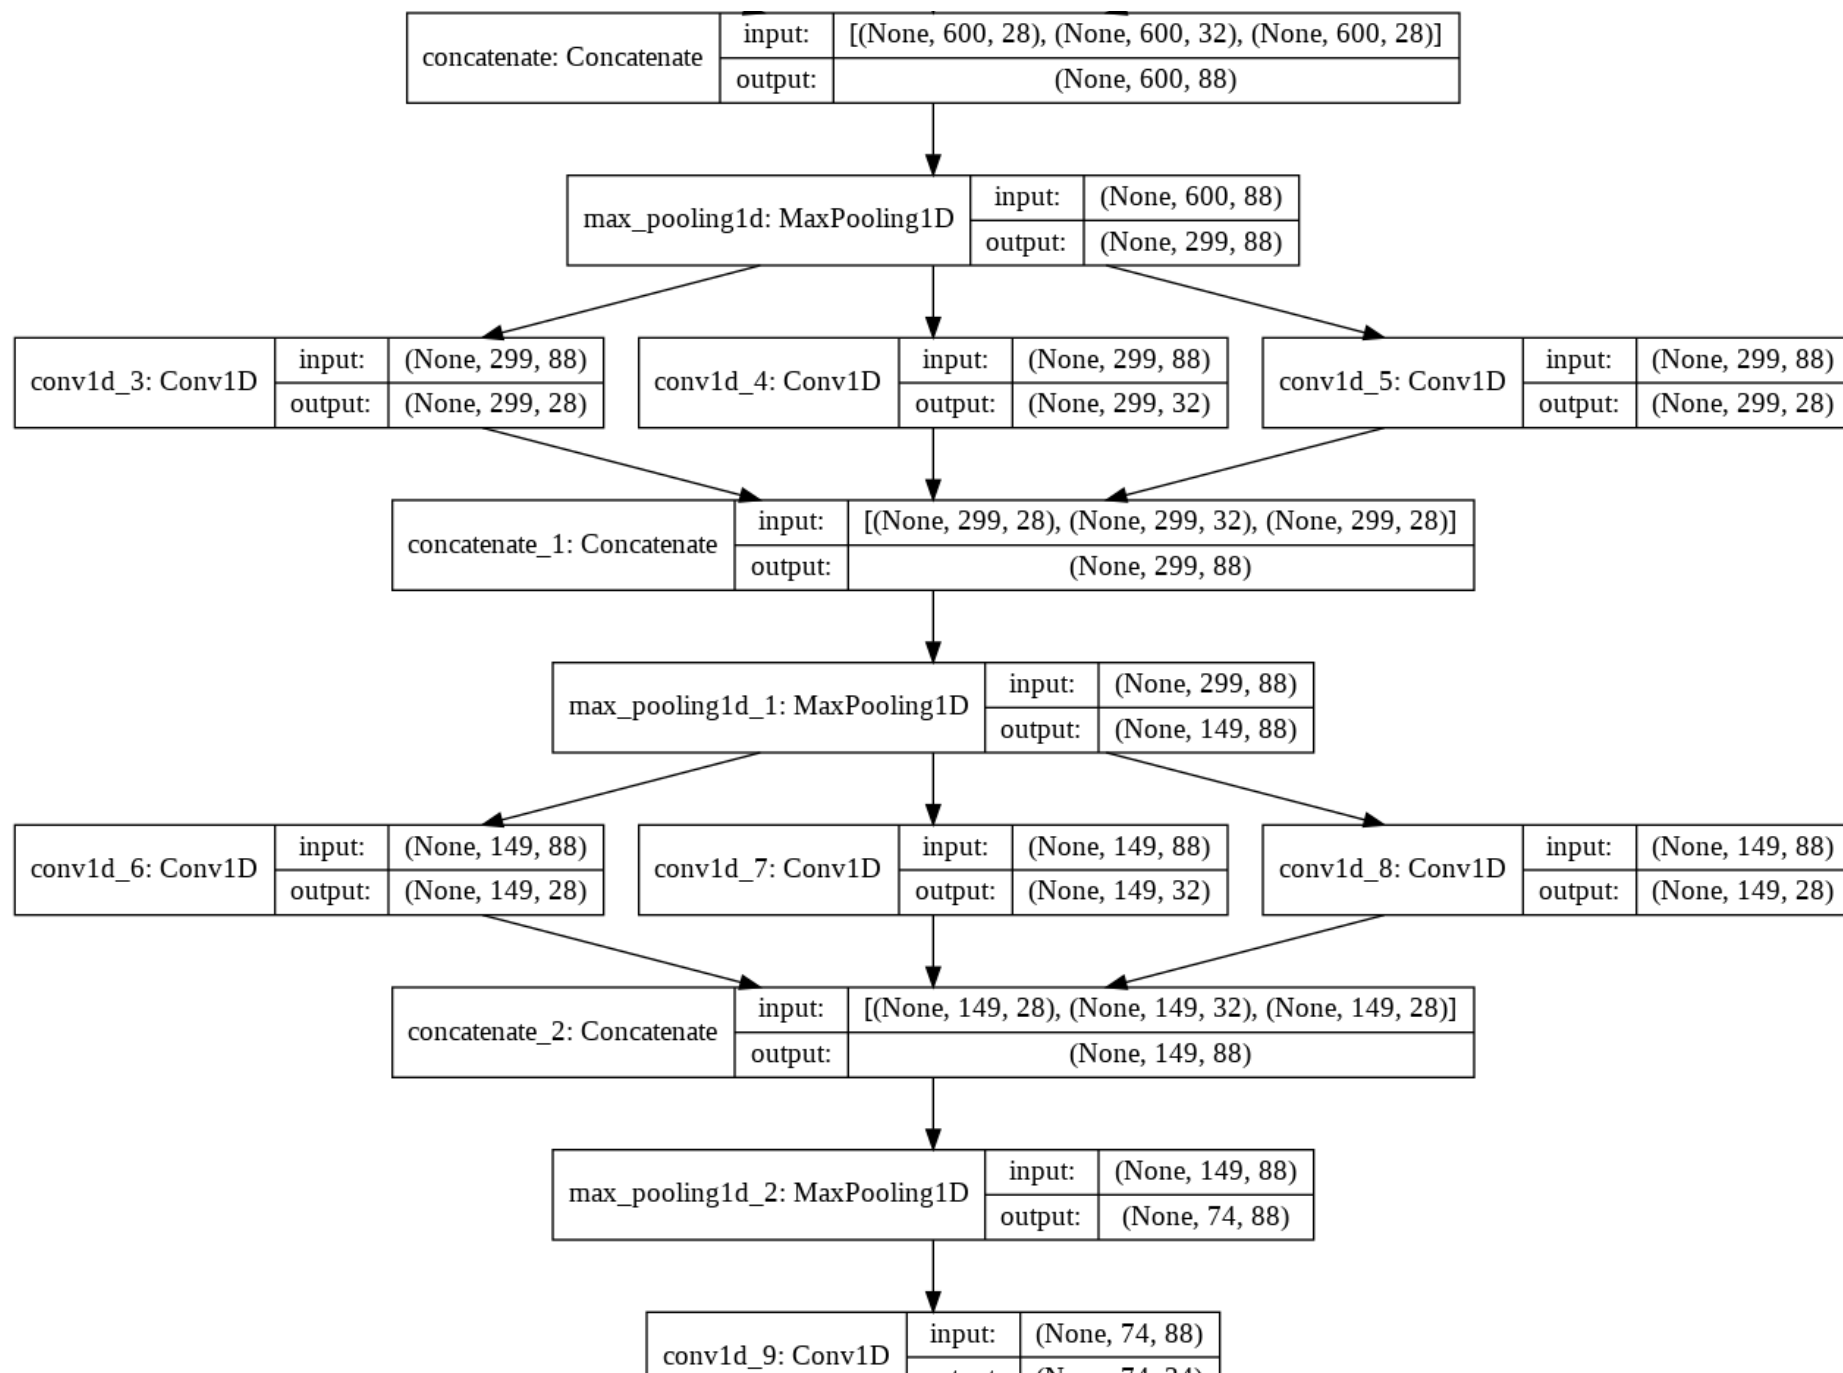 concatenate: Concatenate
input: [(None, 600, 28), (None, 600, 32), (None, 600, 28)]
output: (None, 600, 88)
max_pooling1d: MaxPooling1D
input: (None, 600, 88)
output: (None, 299, 88)
conv1d_3: Conv1D
input: (None, 299, 88)
output: (None, 299, 28)
conv1d_4: Conv1D
input: (None, 299, 88)
output: (None, 299, 32)
conv1d_5: Conv1D
input: (None, 299, 88)
output: (None, 299, 28)
concatenate_1: Concatenate
input: [(None, 299, 28), (None, 299, 32), (None, 299, 28)]
output: (None, 299, 88)
max_pooling1d_1: MaxPooling1D
input: (None, 299, 88)
output: (None, 149, 88)
conv1d_6: Conv1D
input: (None, 149, 88)
output: (None, 149, 28)
conv1d_7: Conv1D
input: (None, 149, 88)
output: (None, 149, 32)
conv1d_8: Conv1D
input: (None, 149, 88)
output: (None, 149, 28)
concatenate_2: Concatenate
input: [(None, 149, 28), (None, 149, 32), (None, 149, 28)]
output: (None, 149, 88)
max_pooling1d_2: MaxPooling1D
input: (None, 149, 88)
output: (None, 74, 88)
conv1d_9: Conv1D
input: (None, 74, 88)